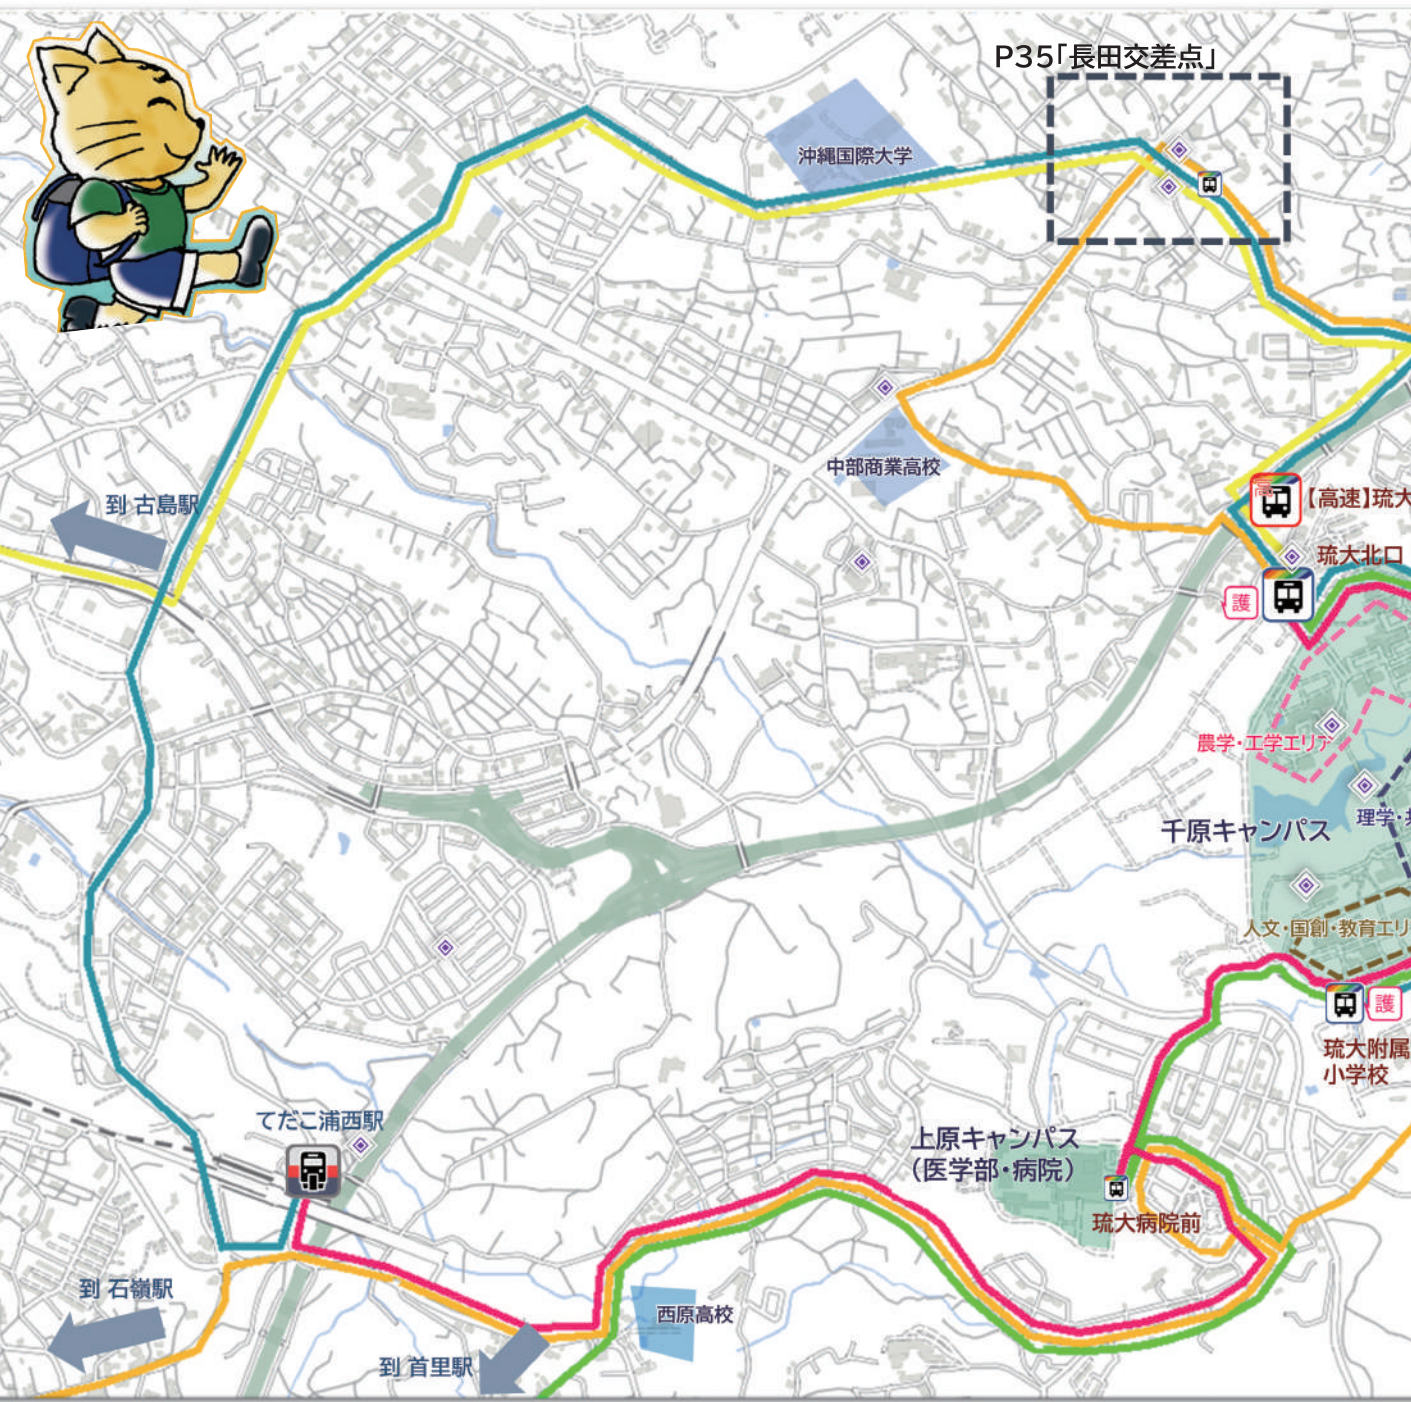 P35「長田交差点」
沖縄国際大学
中部商業高校
到 古島駅
高
【高速】琉大
琉大北口
護
農学・工学エリア
千原キャンパス
理学・共
人文・国創・教育エリ
護
琉大附属
小学校
てだこ浦西駅
上原キャンパス
（医学部・病院）
琉大病院前
到 石嶺駅
西原高校
到 首里駅